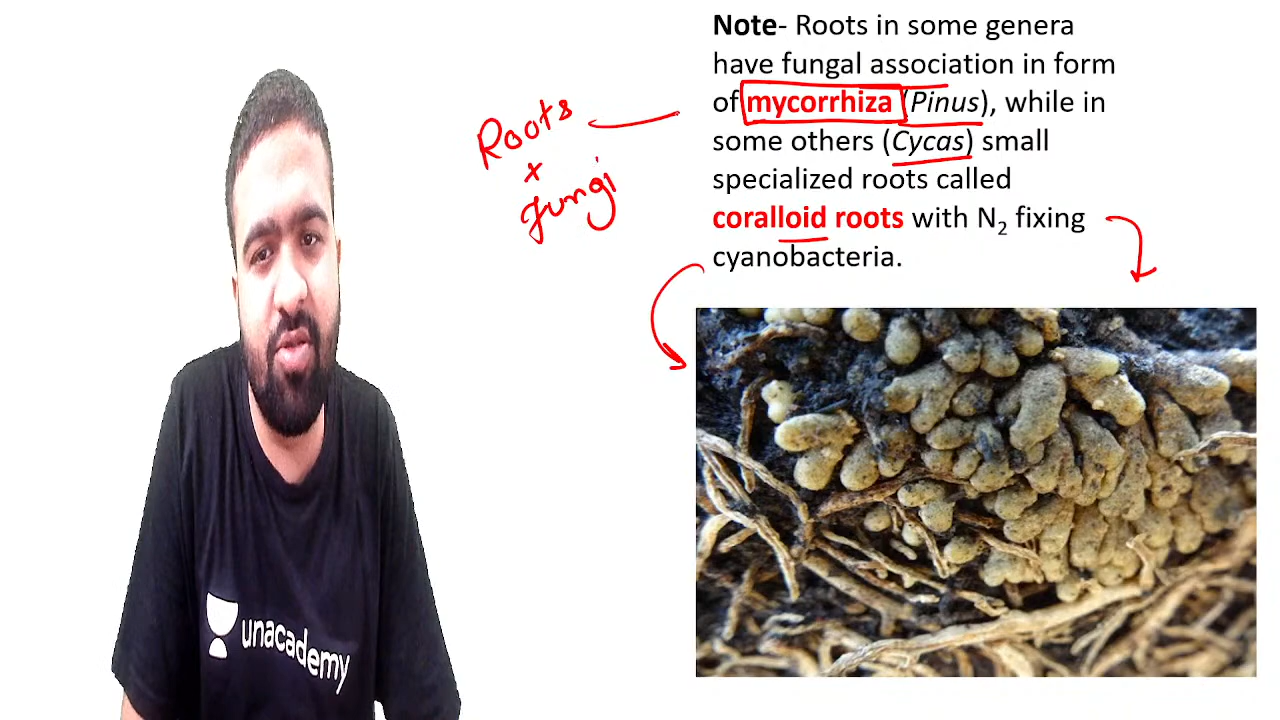 Note- Roots in some genera
have fungal association in form
of mycorrhiza (Pinus), while in
some others (Cycas) small
specialized roots called
coralloid roots with N₂ fixing
cyanobacteria.
Roots
+
fungi
unacademy